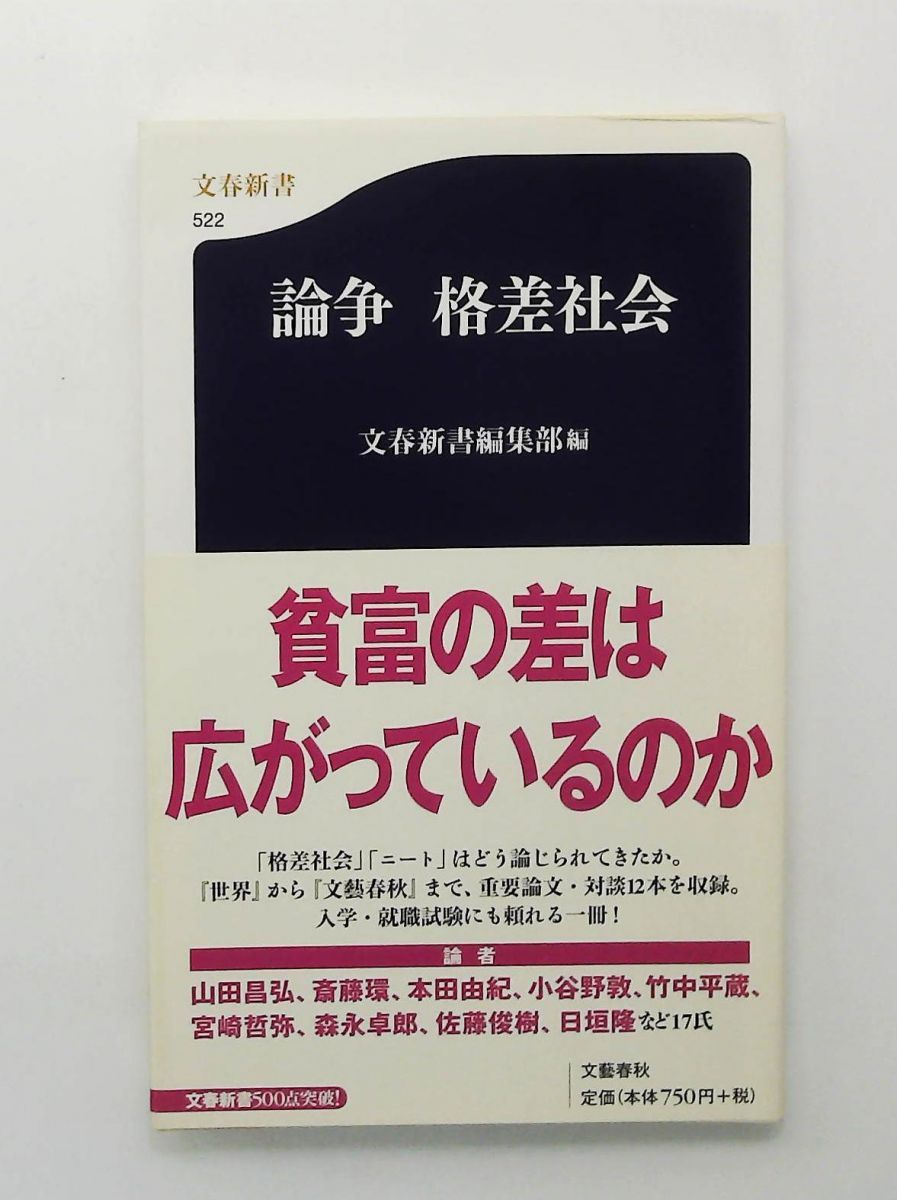 文春新書
522
論争 格差社会
文春新書編集部編
貧富の差は
広がっているのか
「格差社会」「ニート」はどう論じられてきたか。
『世界』から『文藝春秋』まで、重要論文・対談12本を収録。
入学・就職試験にも頼れる一冊!
論者
山田昌弘、斎藤環、本田由紀、小谷野敦、竹中平蔵、
宮崎哲弥、森永卓郎、佐藤俊樹、日垣隆など17氏
文藝春秋
定価(本体750円+税)
文春新書500点突破!